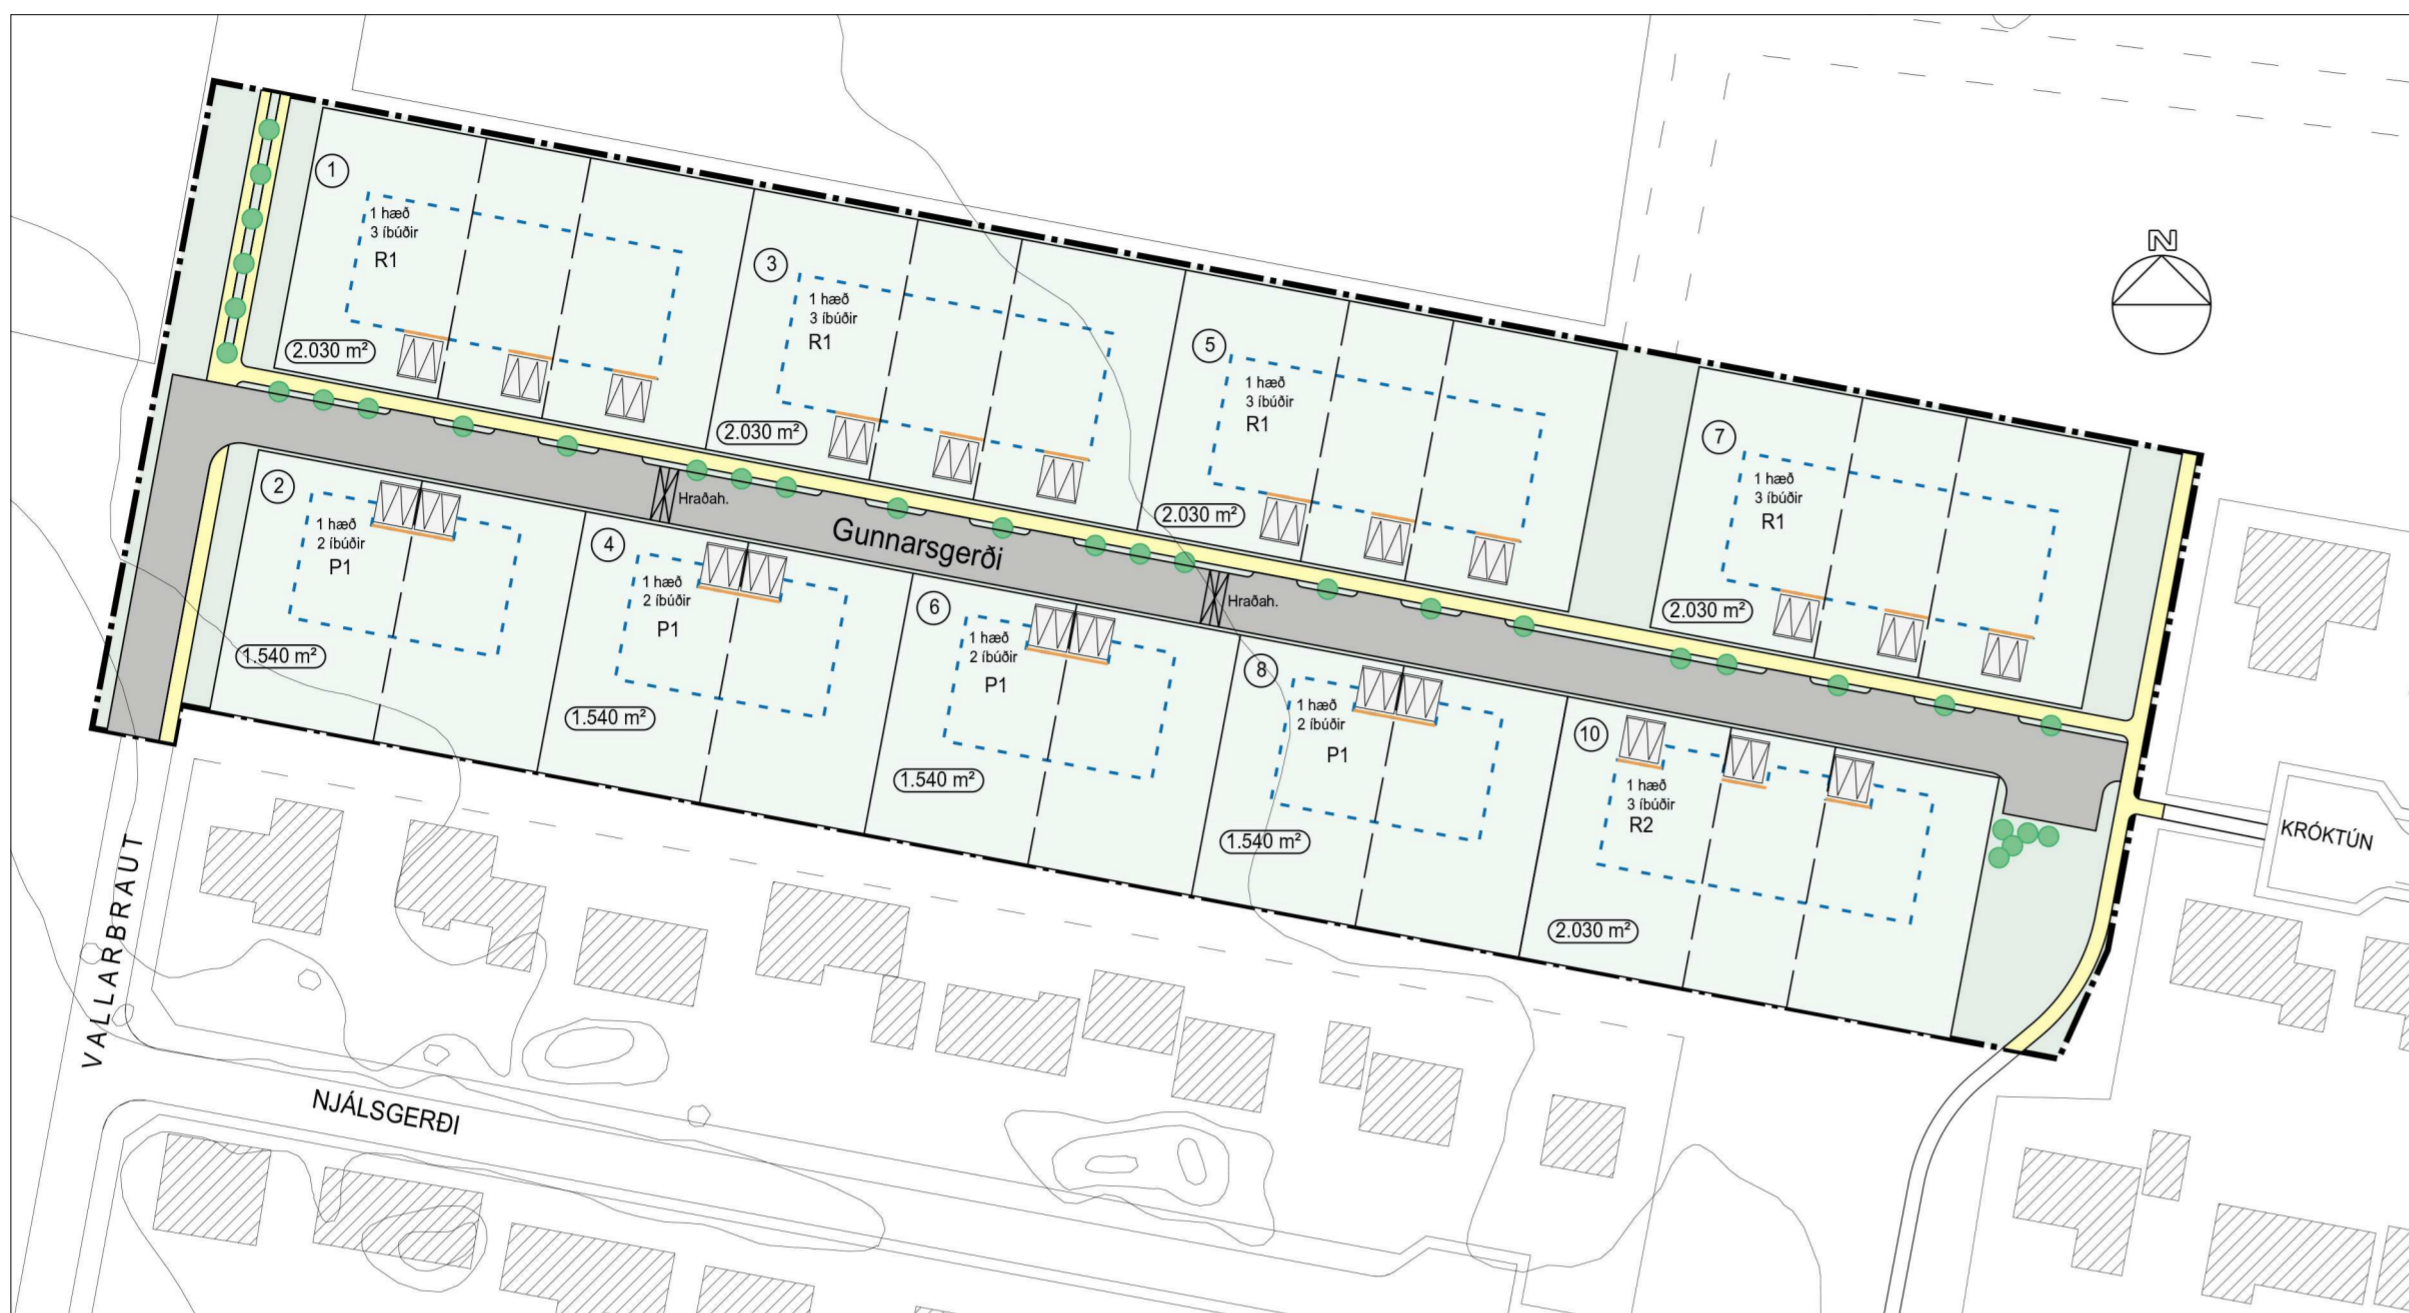 N
1
1 hæð
3 íbúðir
R1
2.030 m²
3
1 hæð
3 íbúðir
R1
2.030 m²
5
1 hæð
3 íbúðir
R1
2.030 m²
7
1 hæð
3 íbúðir
R1
2.030 m²
Hraðah.
Gunnarsgerði
Hraðah.
2
1 hæð
2 íbúðir
P1
1.540 m²
4
1 hæð
2 íbúðir
P1
1.540 m²
6
1 hæð
2 íbúðir
P1
1.540 m²
8
1 hæð
2 íbúðir
P1
1.540 m²
10
1 hæð
3 íbúðir
R2
2.030 m²
KRÓKTÚN
VALLARBRAUT
NJÁLSGERÐI